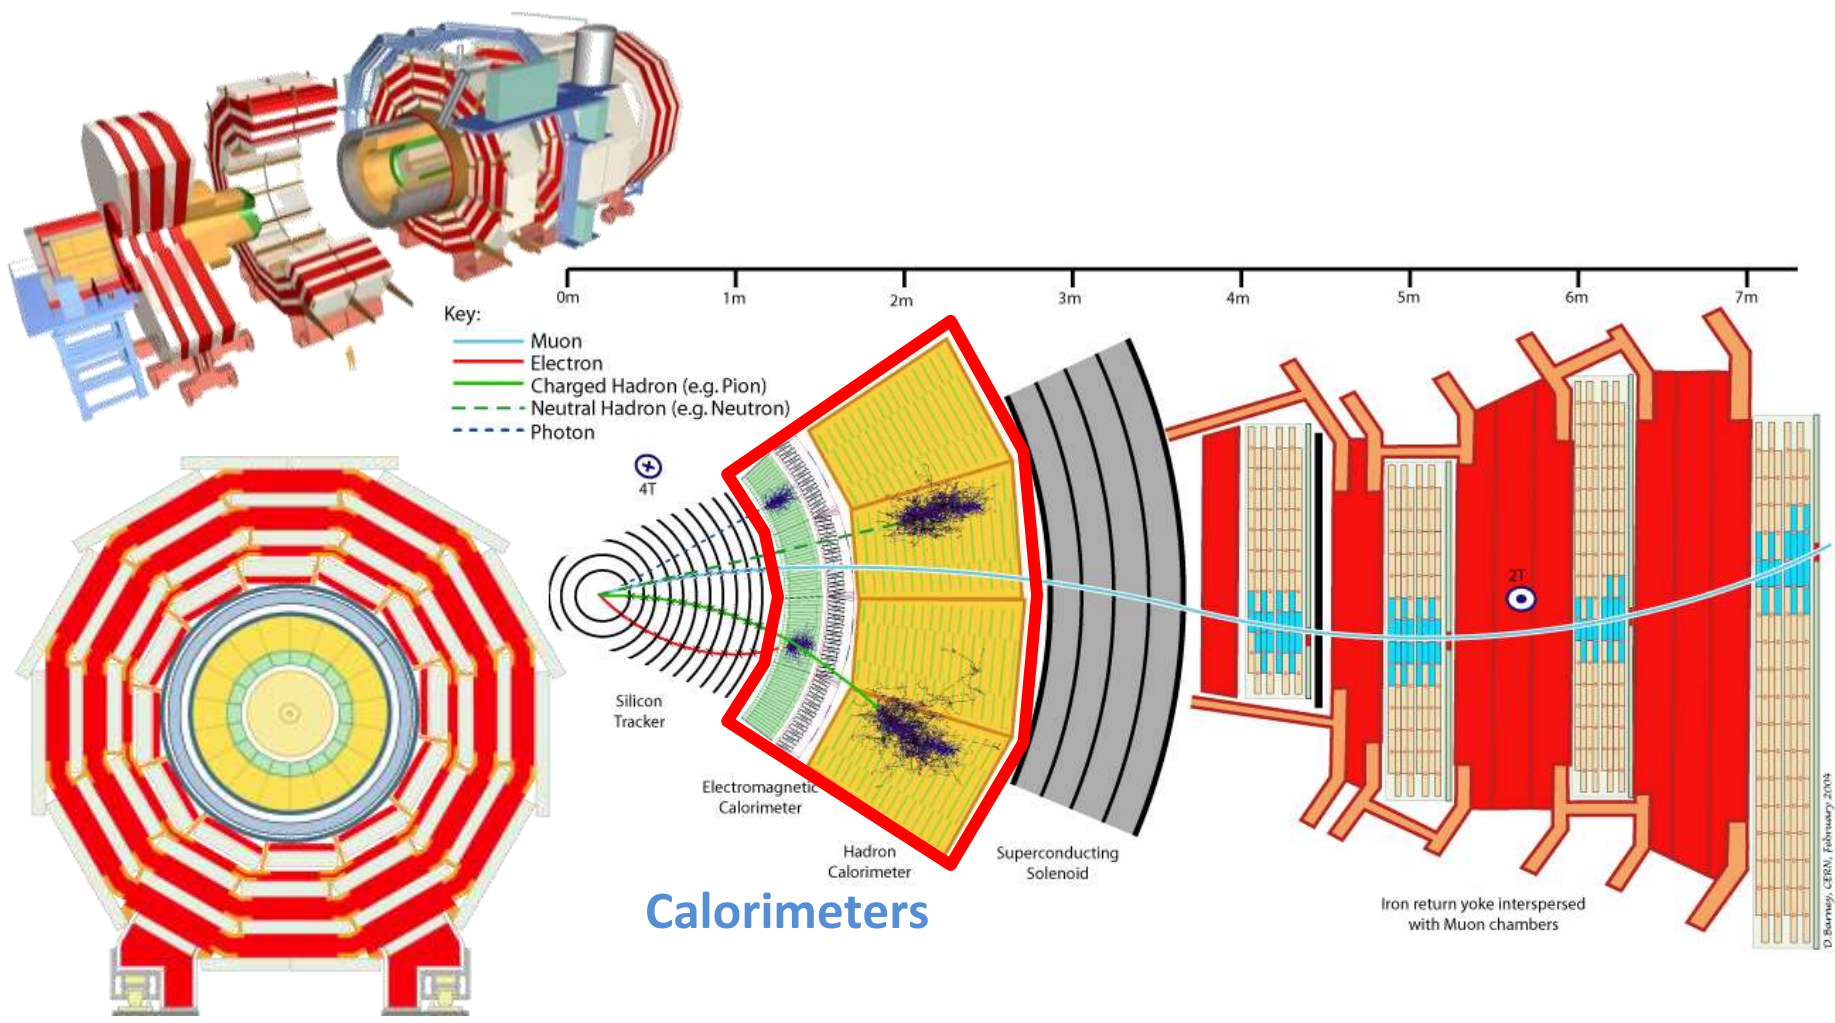 0m 1m 2m 3m 4m 5m 6m 7m
Key:
Muon
Electron
Charged Hadron (e.g. Pion)
Neutral Hadron (e.g. Neutron)
Photon
4T
2T
Silicon
Tracker
Electromagnetic
Calorimeter
Hadron
Calorimeter
Superconducting
Solenoid
Calorimeters
Iron return yoke interspersed
with Muon chambers
D.Barney, CERN, February 2004